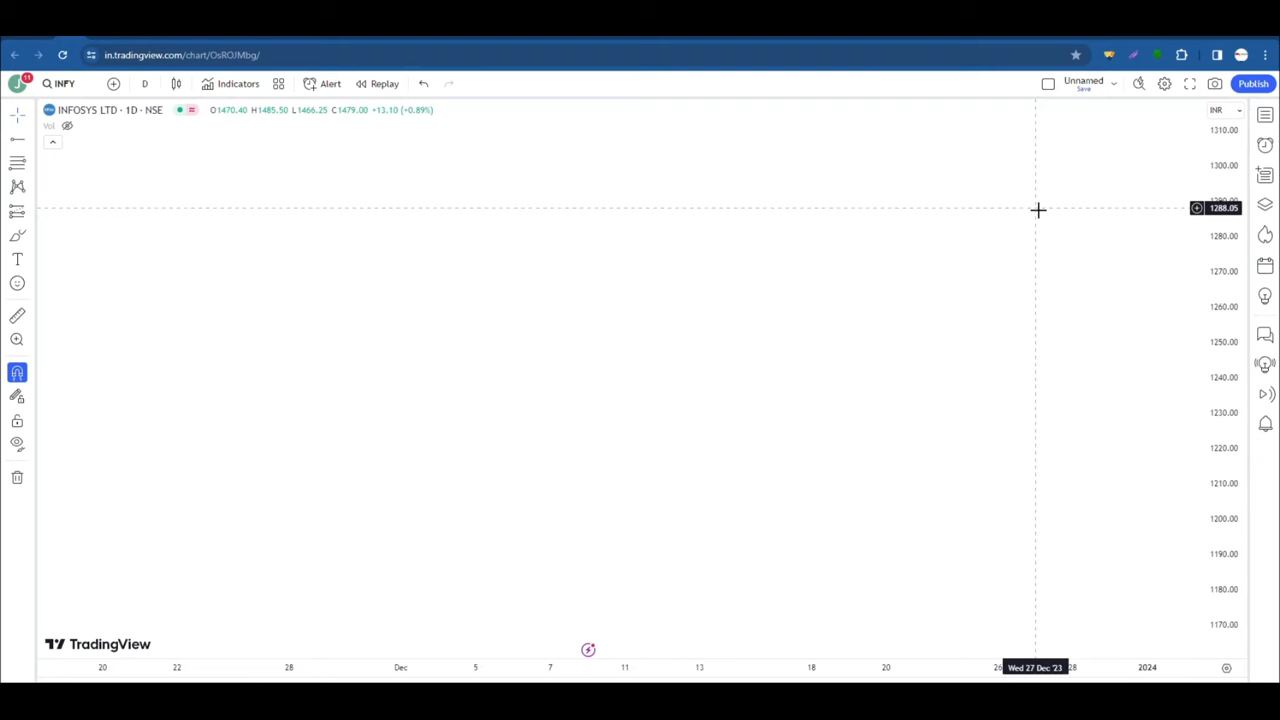 in.tradingview.com/chart/OsROJMbg/
J 11 INFY D Indicators Alert Replay Unnamed Save Publish
INFOSYS LTD · 1D · NSE O1470.40 H1485.50 L1466.25 C1479.00 +13.10 (+0.89%) INR
Vol
1310.00
1300.00
1288.05
1280.00
1270.00
1260.00
1250.00
1240.00
1230.00
1220.00
1210.00
1200.00
1190.00
1180.00
1170.00
TradingView
20 22 28 Dec 5 7 11 13 18 20 26 Wed 27 Dec '23 28 2024